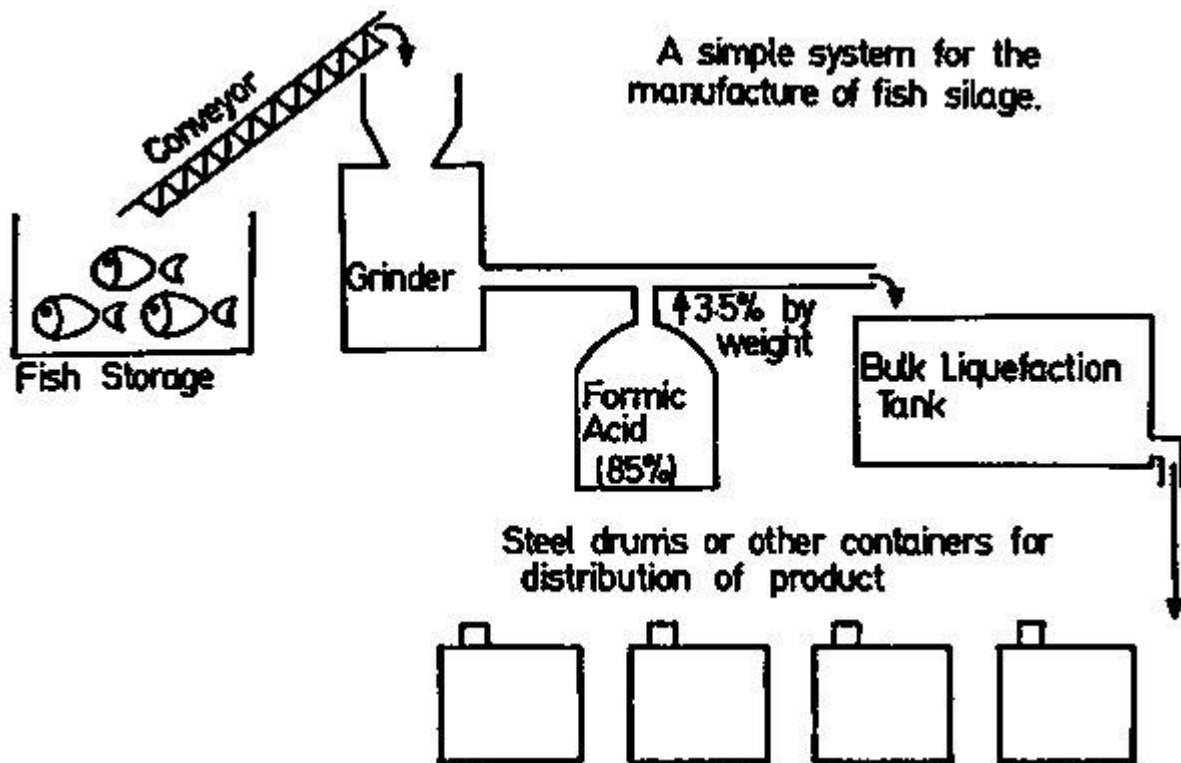 A simple system for the
manufacture of fish silage.
Conveyor
Grinder
3.5% by
weight
Fish Storage
Bulk Liquefaction
Tank
Formic
Acid
(85%)
Steel drums or other containers for
distribution of product